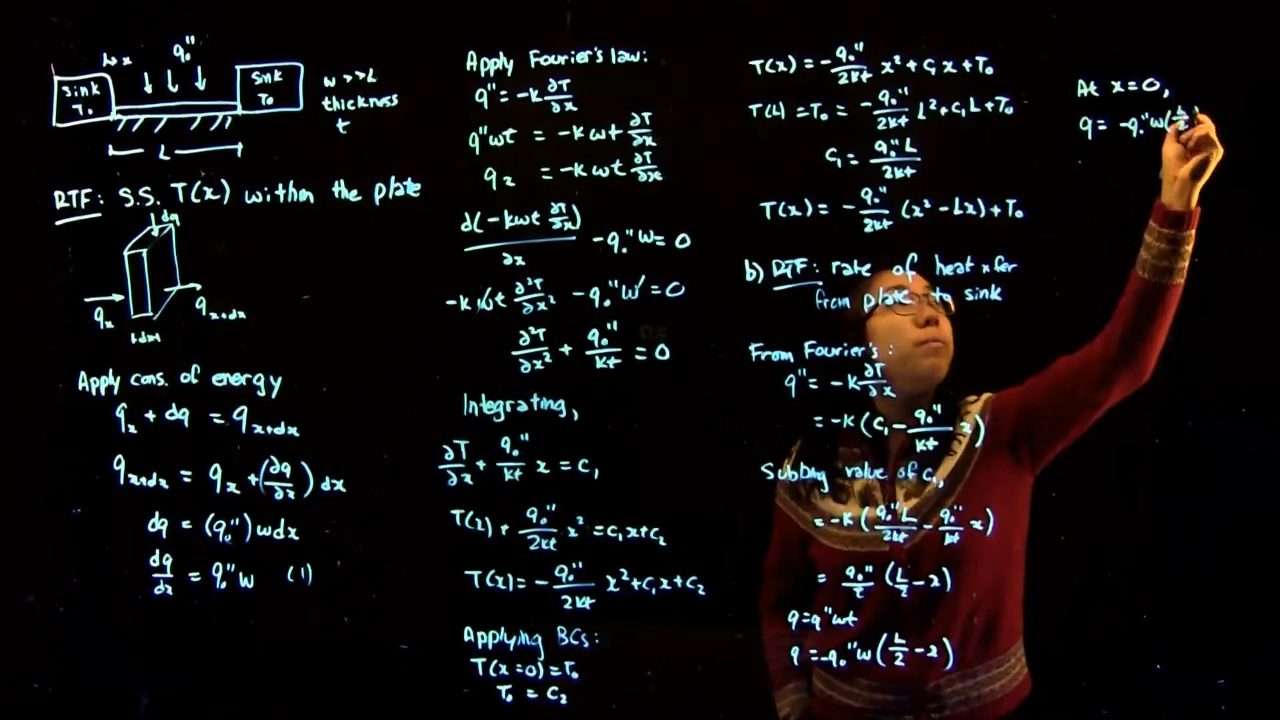 w x
q₀''
Sink
T₀
Sink
T₀
w >> L
thickness
t
L
RTF: S.S. T(x) within the plate
dq
qₓ
qₓ₊dₓ
dx
Apply cons. of energy
qₓ + dq = qₓ₊dₓ
qₓ₊dₓ = qₓ + (∂q/∂x) dx
dq = (q₀'') w dx
dq/dx = q₀'' w (1)
Apply Fourier's law:
q'' = -k ∂T/∂x
q'' wt = -k wt ∂T/∂x
qₓ = -k wt ∂T/∂x
d(-kwt ∂T/∂x)/∂x - q₀'' w = 0
-k wt ∂²T/∂x² - q₀'' w = 0
∂²T/∂x² + q₀''/kt = 0
Integrating,
∂T/∂x + q₀''/kt x = c₁
T(x) + q₀''/2kt x² = c₁x + c₂
T(x) = - q₀''/2kt x² + c₁x + c₂
Applying BCs:
T(x=0) = T₀
T₀ = c₂
T(x) = - q₀''/2kt x² + c₁x + T₀
T(L) = T₀ = - q₀''/2kt L² + c₁L + T₀
c₁ = q₀'' L/2kt
T(x) = - q₀''/2kt (x² - Lx) + T₀
b) RTF: rate of heat xfer
from plate to sink
From Fourier's:
q'' = -k ∂T/∂x
= -k (c₁ - q₀''/kt x)
Subbing value of c₁,
= -k (q₀'' L/2kt - q₀''/kt x)
= q₀''/t (L/2 - x)
q = q'' wt
q = -q₀'' w (L/2 - x)
At x=0,
q = -q₀'' w (L/2)